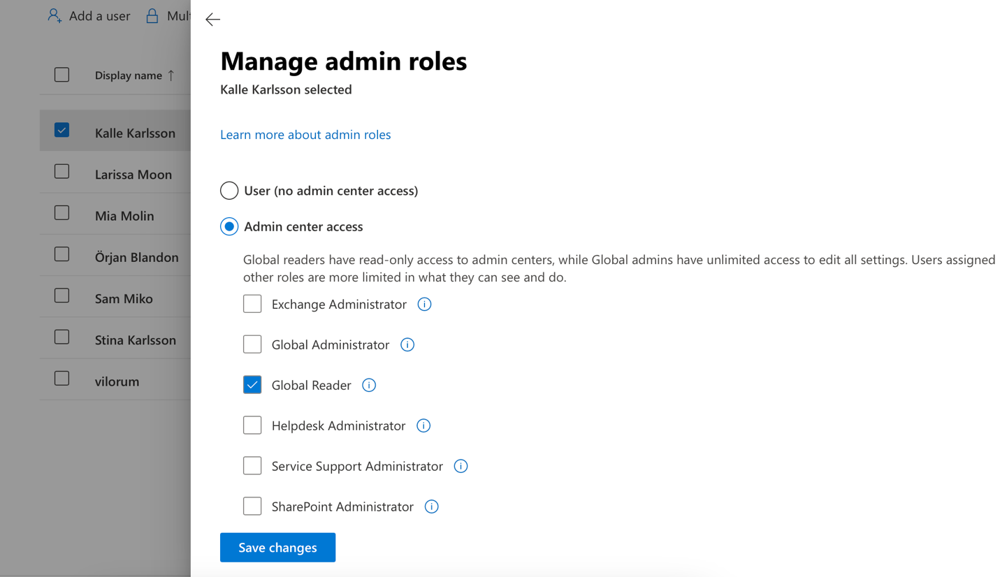 Add a user
Manage admin roles
Kalle Karlsson selected
Learn more about admin roles
Display name ↑
Kalle Karlsson
Larissa Moon
Mia Molin
Örjan Blandon
Sam Miko
Stina Karlsson
vilorum
User (no admin center access)
Admin center access
Global readers have read-only access to admin centers, while Global admins have unlimited access to edit all settings. Users assigned
other roles are more limited in what they can see and do.
Exchange Administrator
Global Administrator
Global Reader
Helpdesk Administrator
Service Support Administrator
SharePoint Administrator
Save changes